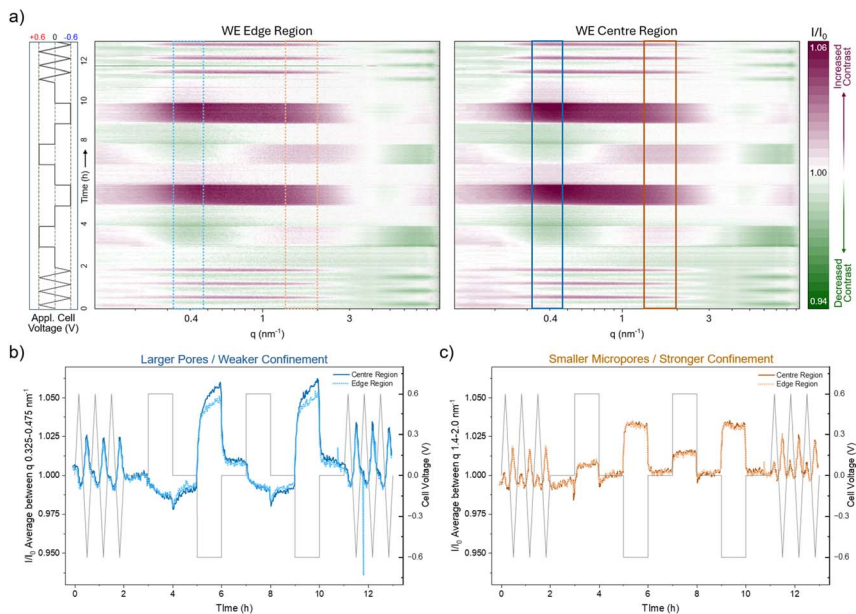 a)
WE Edge Region
WE Centre Region
I/I₀
+0.6 0 -0.6
12
10
8
Time (h)
4
2
0
Appl. Cell
Voltage (V)
0.4 1 3
q (nm⁻¹)
0.4 1 3
q (nm⁻¹)
1.06
1.00
0.94
Increased
Contrast
Decreased
Contrast
b)
Larger Pores / Weaker Confinement
Centre Region
Edge Region
I/I₀ Average between q 0.325-0.475 nm⁻¹
1.050
1.025
1.000
0.975
0.950
0.6
0.3
0.0
−0.3
−0.6
Cell Voltage (V)
0 2 4 6 8 10 12
TIme (h)
c)
Smaller Micropores / Stronger Confinement
Centre Region
Edge Region
I/I₀ Average between q 1.4-2.0 nm⁻¹
1.050
1.025
1.000
0.975
0.950
0.6
0.3
0.0
−0.3
−0.6
Cell Voltage (V)
0 2 4 6 8 10 12
TIme (h)